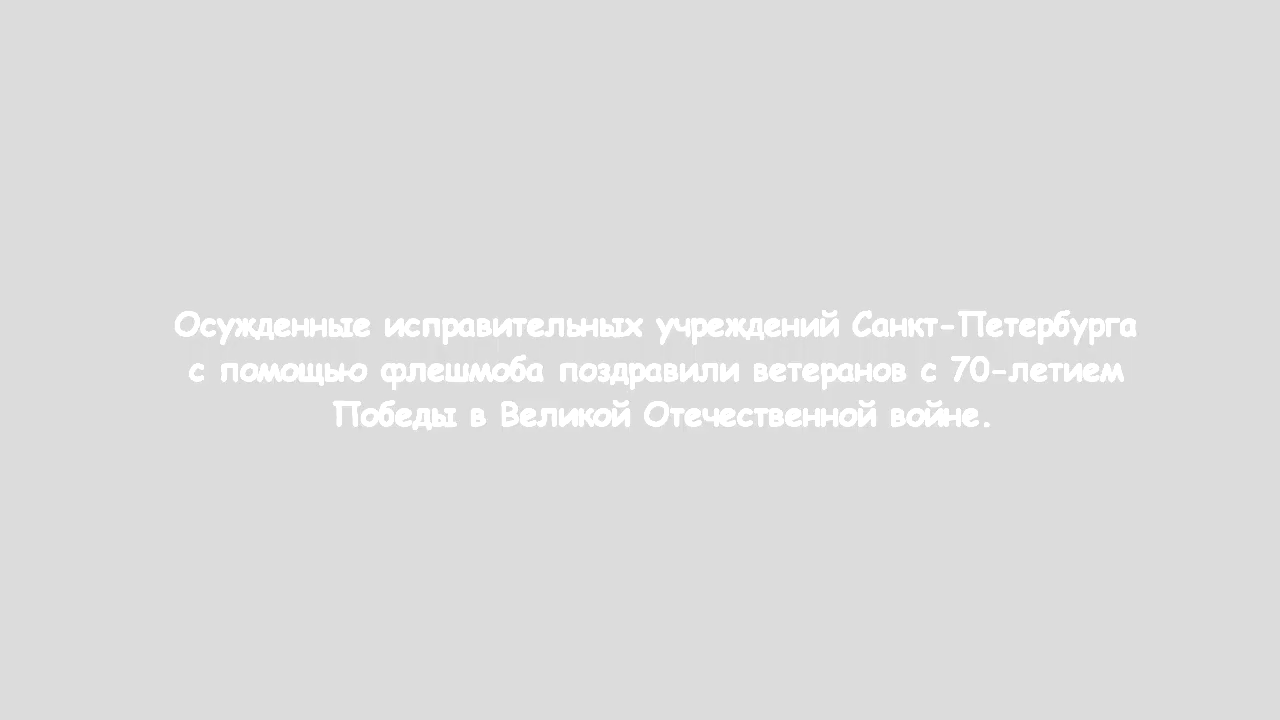 Осужденные исправительных учреждений Санкт-Петербурга
с помощью флешмоба поздравили ветеранов с 70-летием
Победы в Великой Отечественной войне.